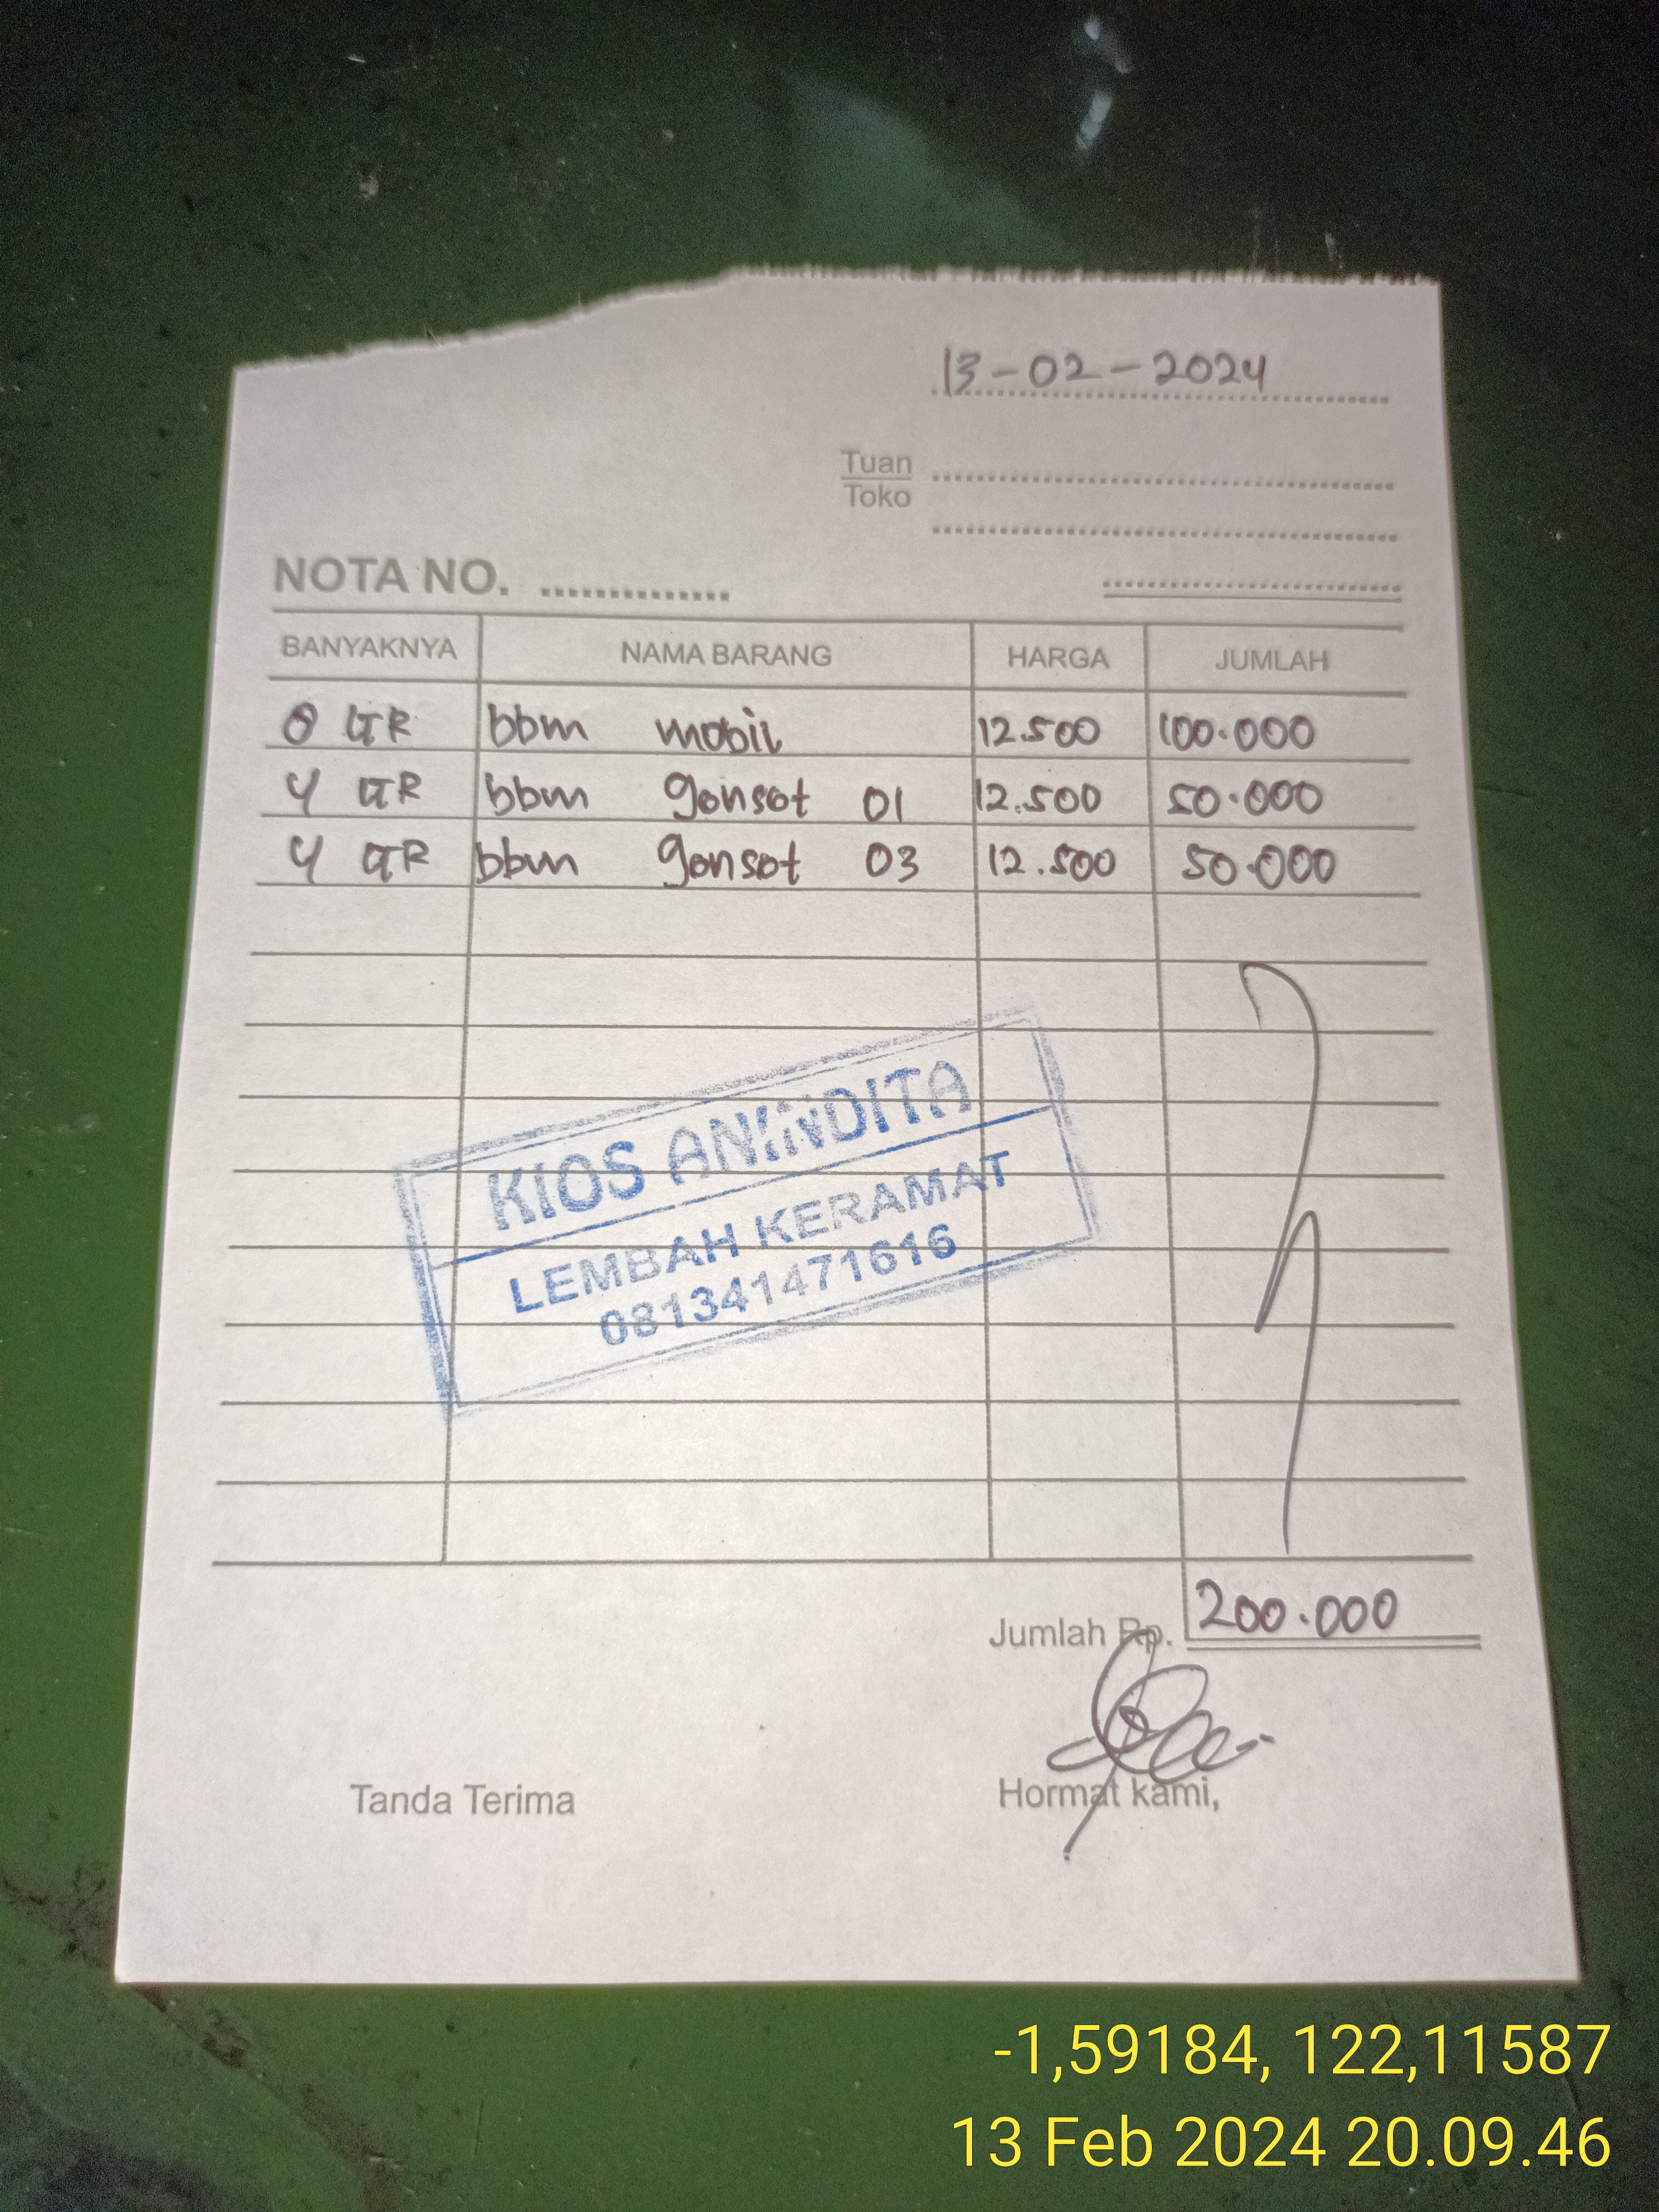 13-02-2024
Tuan
Toko
NOTA NO. ..............
BANYAKNYA NAMA BARANG HARGA JUMLAH
8 LTR bbm mobil 12.500 100.000
4 LTR bbm gonsot 01 12.500 50.000
4 LTR bbm gonsot 03 12.500 50.000
KIOS ANINDITA
LEMBAH KERAMAT
081341471616
Jumlah Rp. 200.000
Tanda Terima Hormat kami,
-1,59184, 122,11587
13 Feb 2024 20.09.46